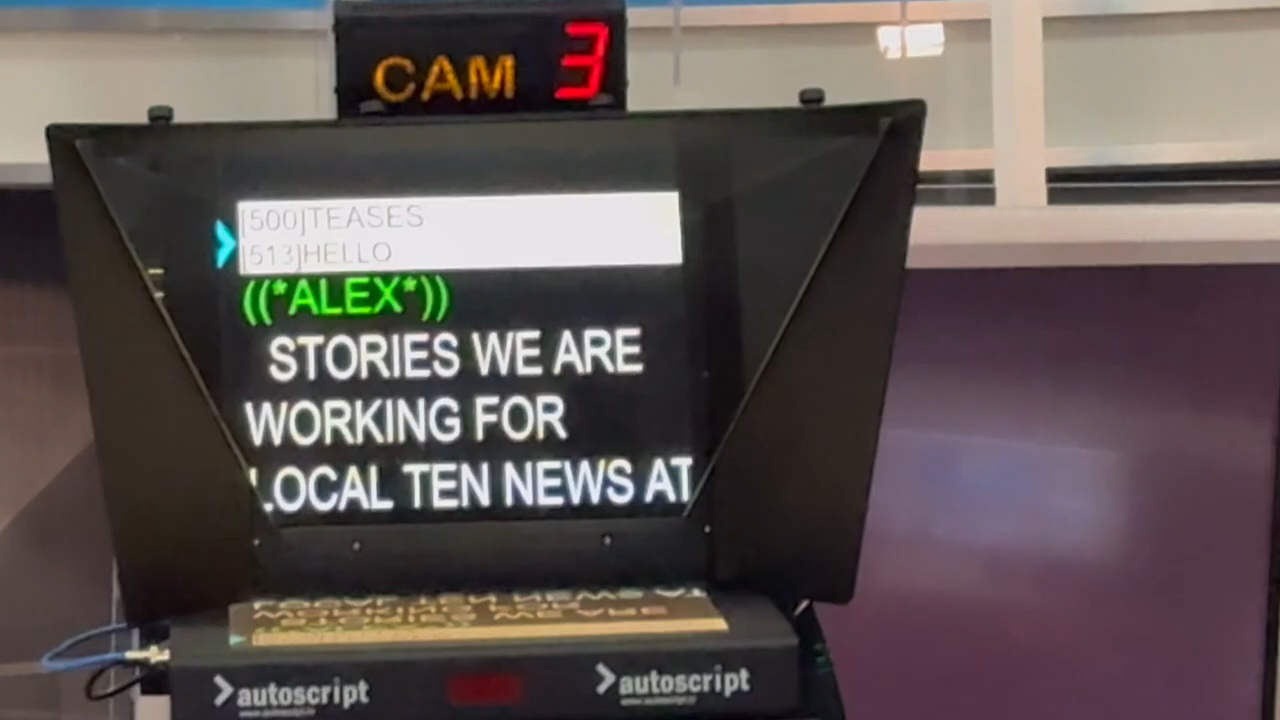 CAM 3
[500]TEASES
[513]HELLO
((*ALEX*))
STORIES WE ARE
WORKING FOR
LOCAL TEN NEWS AT
autoscript
autoscript